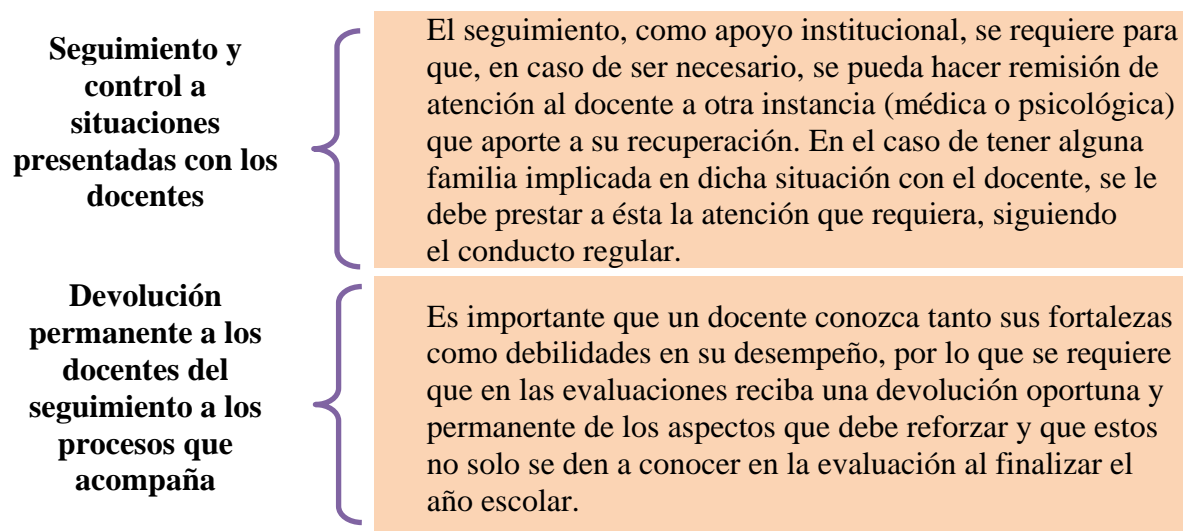 Seguimiento y
control a
situaciones
presentadas con los
docentes
El seguimiento, como apoyo institucional, se requiere para
que, en caso de ser necesario, se pueda hacer remisión de
atención al docente a otra instancia (médica o psicológica)
que aporte a su recuperación. En el caso de tener alguna
familia implicada en dicha situación con el docente, se le
debe prestar a ésta la atención que requiera, siguiendo
el conducto regular.
Devolución
permanente a los
docentes del
seguimiento a los
procesos que
acompaña
Es importante que un docente conozca tanto sus fortalezas
como debilidades en su desempeño, por lo que se requiere
que en las evaluaciones reciba una devolución oportuna y
permanente de los aspectos que debe reforzar y que estos
no solo se den a conocer en la evaluación al finalizar el
año escolar.